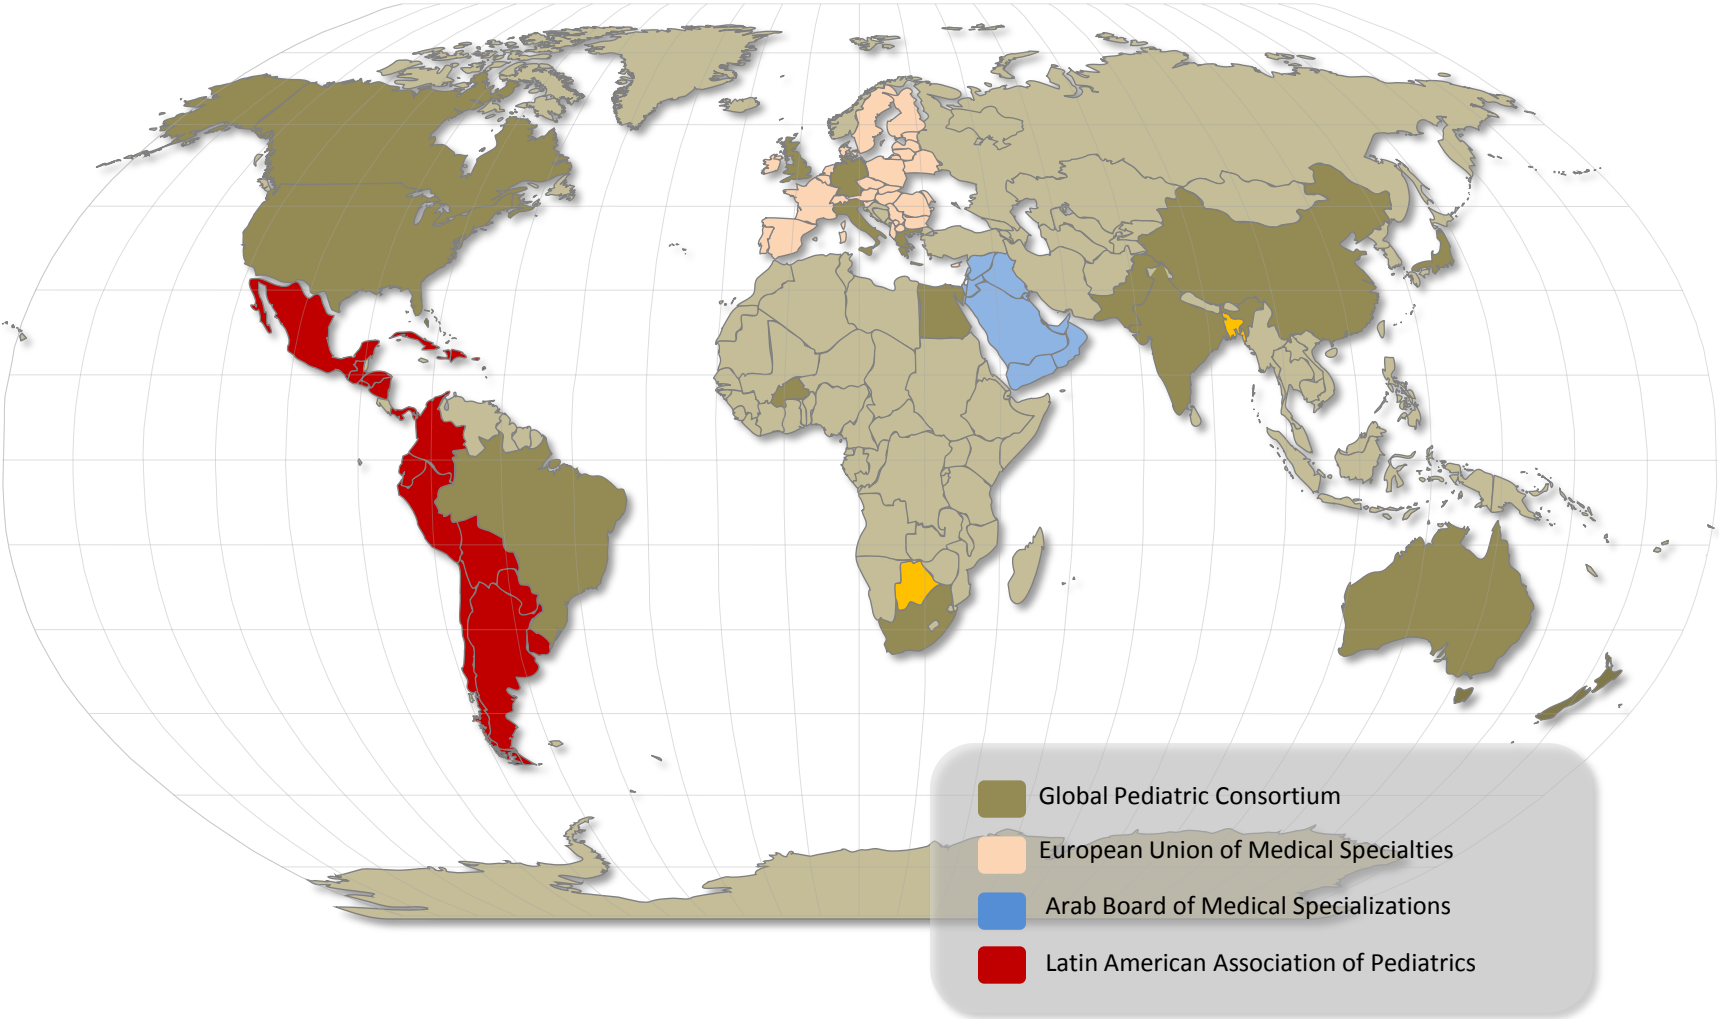 Global Pediatric Consortium
European Union of Medical Specialties
Arab Board of Medical Specializations
Latin American Association of Pediatrics